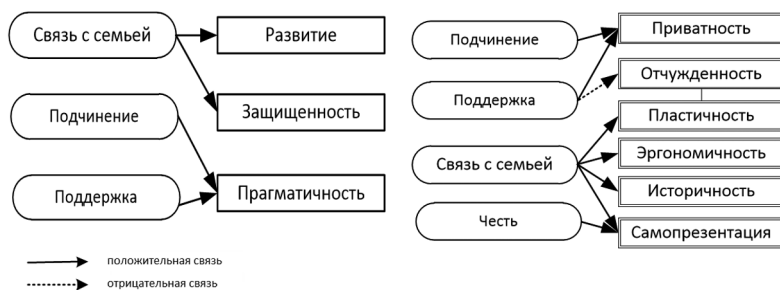 Связь с семьей
Развитие
Защищенность
Подчинение
Поддержка
Прагматичность
положительная связь
отрицательная связь
Подчинение
Приватность
Поддержка
Отчужденность
Пластичность
Связь с семьей
Эргономичность
Историчность
Честь
Самопрезентация